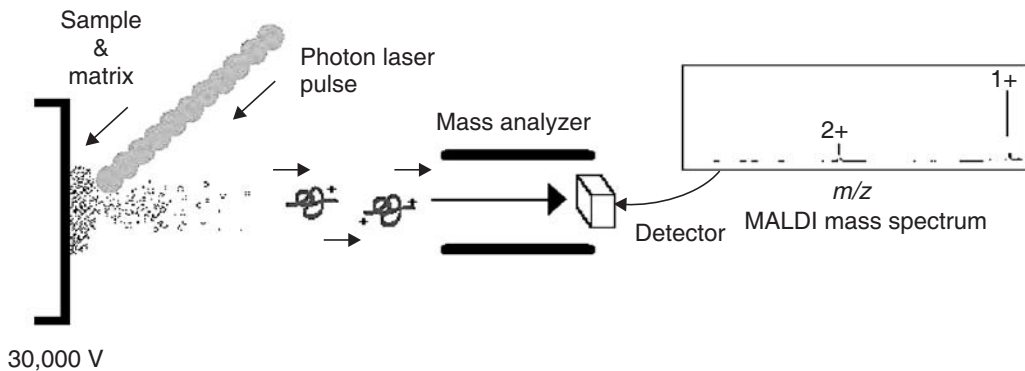 Sample
&
matrix
Photon laser
pulse
Mass analyzer
1+
2+
m/z
MALDI mass spectrum
Detector
+
+
+
30,000 V